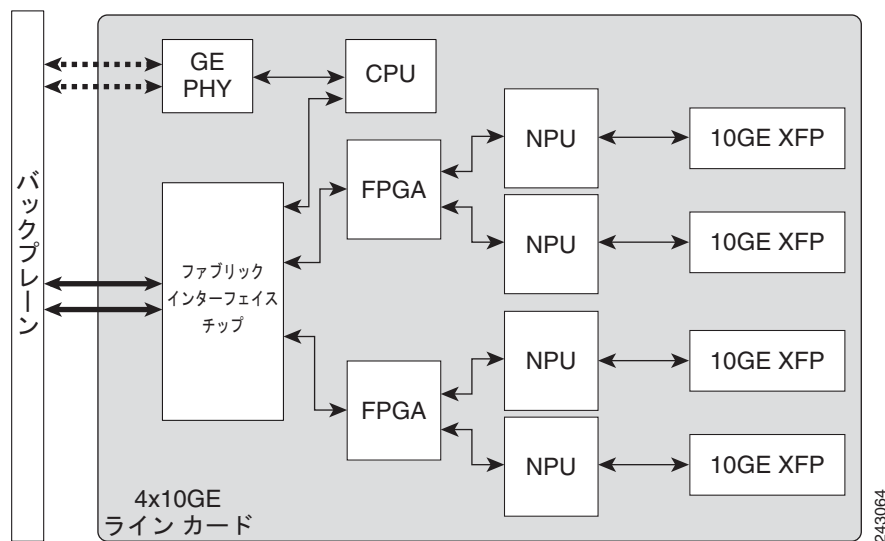 バックプレーン
GE
PHY
CPU
NPU
10GE XFP
FPGA
NPU
10GE XFP
ファブリック
インターフェイス
チップ
NPU
10GE XFP
FPGA
NPU
10GE XFP
4x10GE
ライン カード
243064